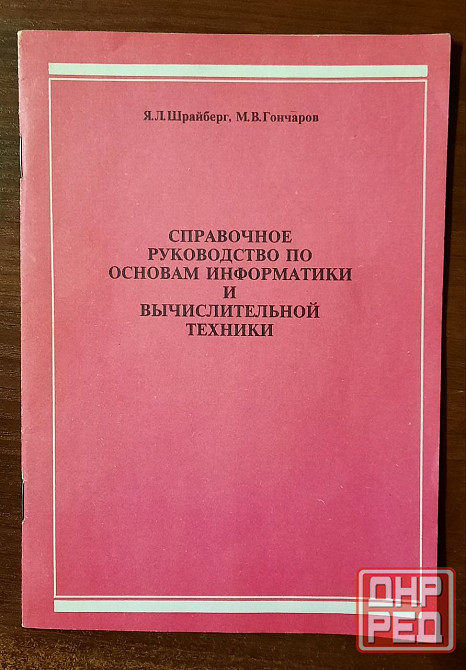 Я.Л.Шрайберг, М.В.Гончаров
СПРАВОЧНОЕ
РУКОВОДСТВО ПО
ОСНОВАМ ИНФОРМАТИКИ
И
ВЫЧИСЛИТЕЛЬНОЙ
ТЕХНИКИ
ДНР
РЕД